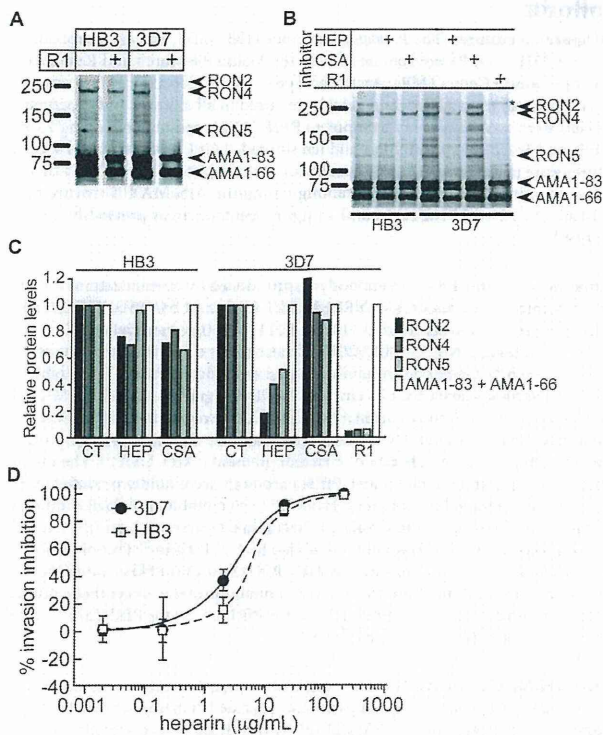 A
HB3 3D7
R1 + +
RON2
RON4
RON5
AMA1-83
AMA1-66
250
150
100
75
B
inhibitor
HEP + +
CSA + +
R1 +
250
150
100
75
*
RON2
RON4
RON5
AMA1-83
AMA1-66
HB3 3D7
C
HB3 3D7
Relative protein levels
1.2
1.0
0.8
0.6
0.4
0.2
0
RON2
RON4
RON5
AMA1-83 + AMA1-66
CT HEP CSA CT HEP CSA R1
D
% invasion inhibition
100
80
60
40
20
0
-20
-40
3D7
HB3
0.001 0.1 1 10 100 1000
heparin (µg/mL)